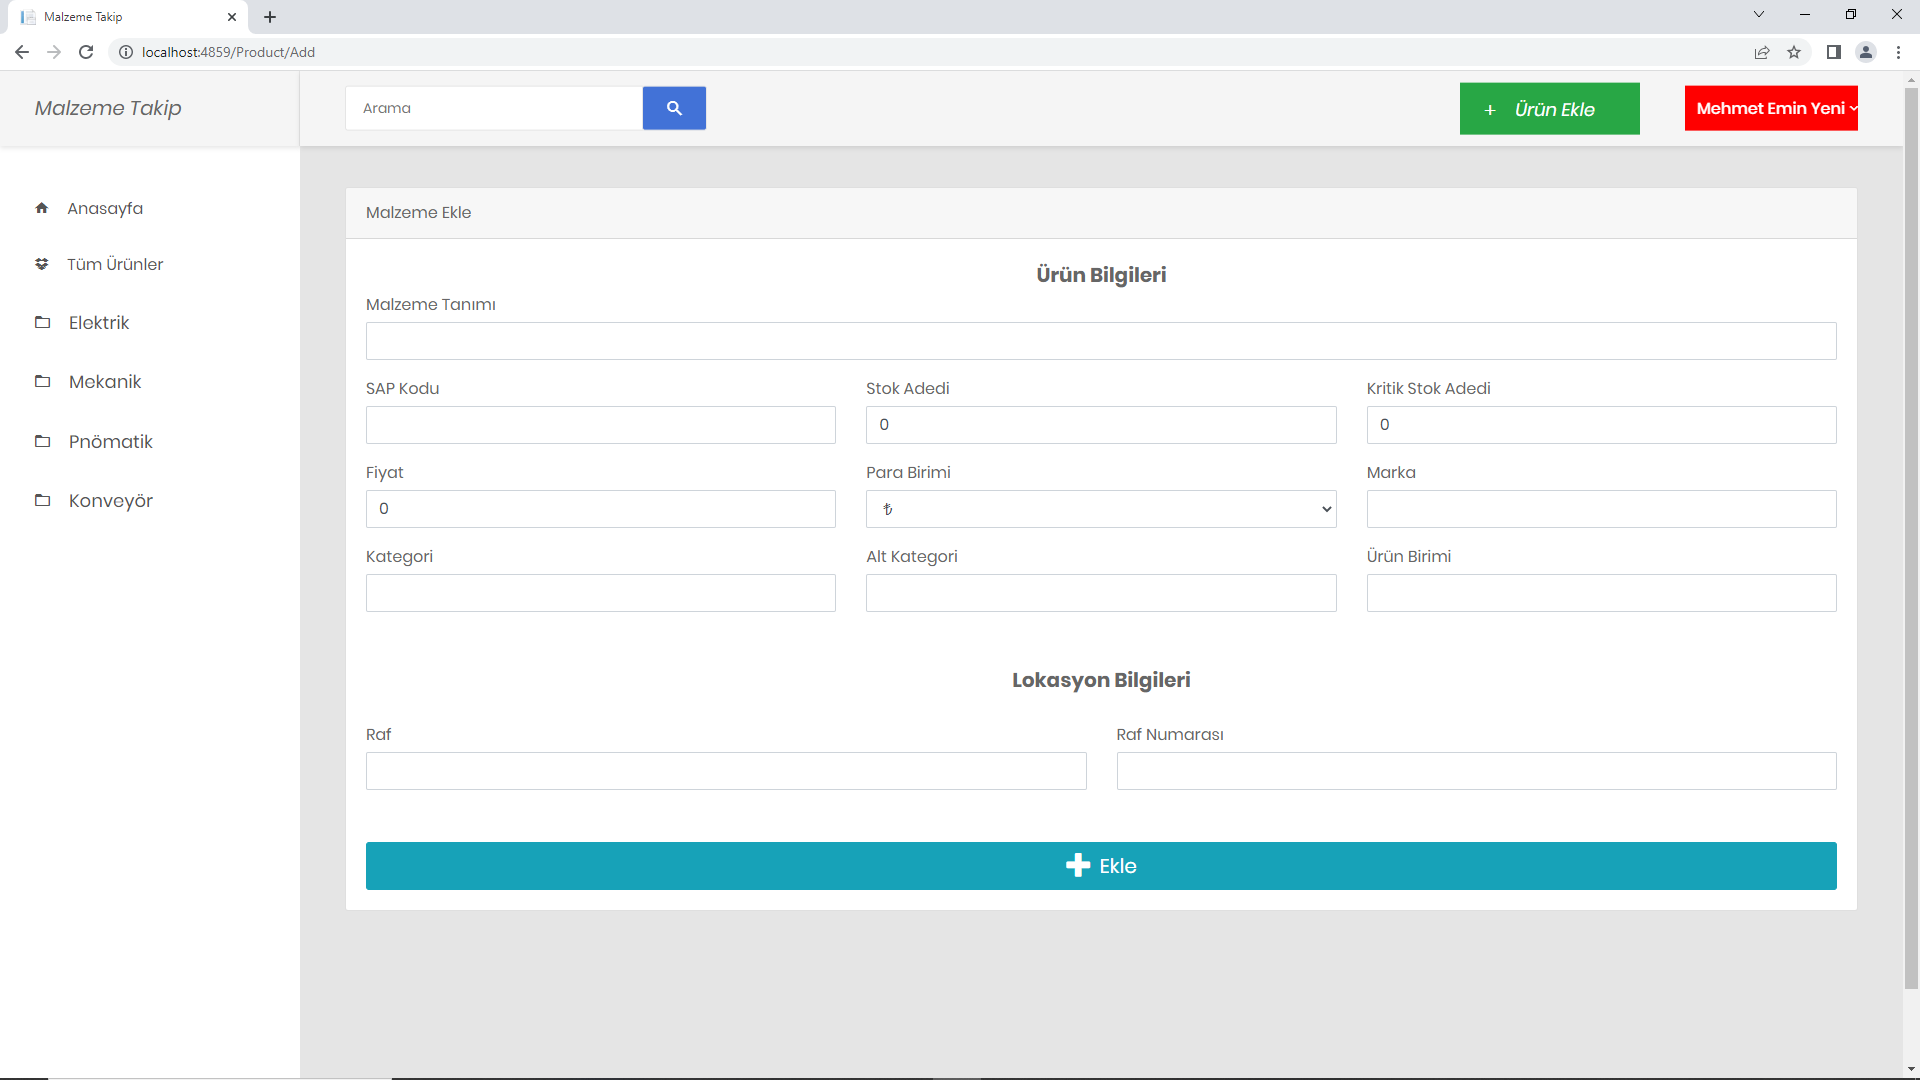 Malzeme Takip
localhost:4859/Product/Add
Malzeme Takip
Arama
+ Ürün Ekle
Mehmet Emin Yeni
Anasayfa
Tüm Ürünler
Elektrik
Mekanik
Pnömatik
Konveyör
Malzeme Ekle
Ürün Bilgileri
Malzeme Tanımı
SAP Kodu
Stok Adedi
Kritik Stok Adedi
0
0
Fiyat
Para Birimi
Marka
0
₺
Kategori
Alt Kategori
Ürün Birimi
Lokasyon Bilgileri
Raf
Raf Numarası
Ekle